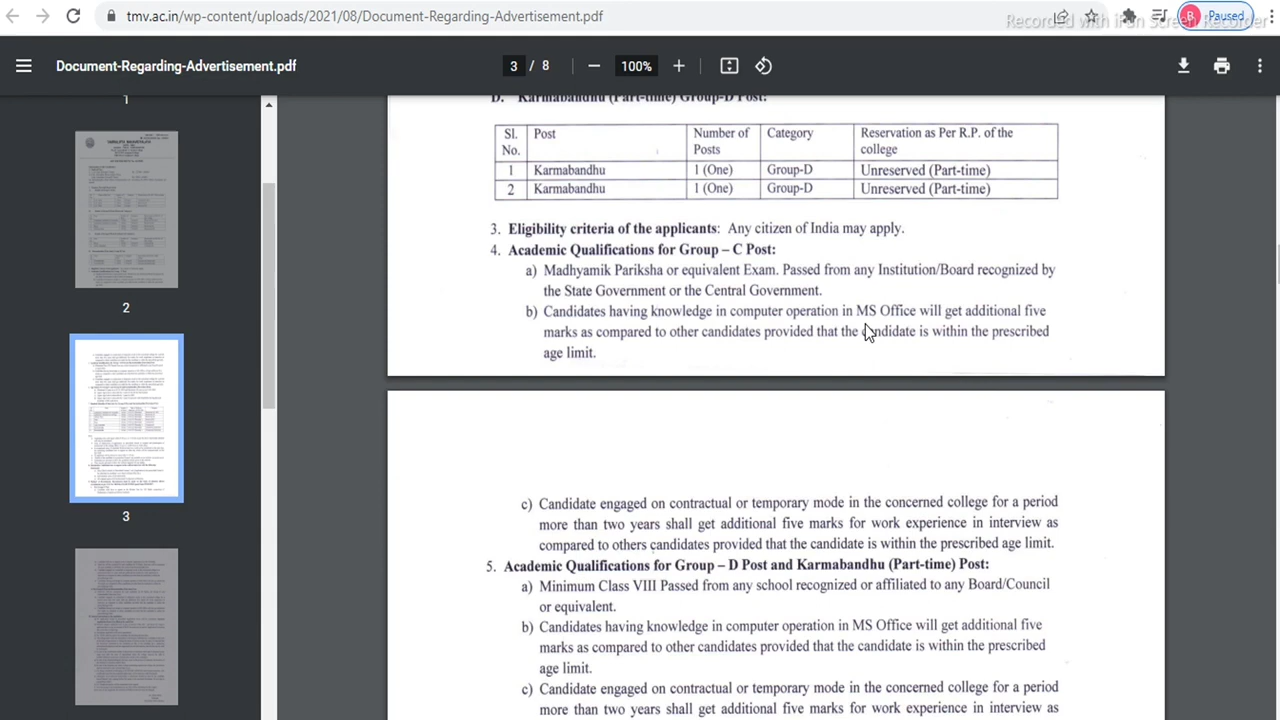 tmv.ac.in/wp-content/uploads/2021/08/Document-Regarding-Advertisement.pdf
Recorded with iFun Screen Recorder
B Paused
Document-Regarding-Advertisement.pdf
3 / 8
100%
1
2
3
D. Karmabandhu (Part-time) Group-D Post:
Sl. No. Post Number of Posts Category Reservation as Per R.P. of the college
1 Karmabandhu 1 (One) Group-D Unreserved (Part-time)
2 Karmabandhu 1 (One) Group-D Unreserved (Part-time)
3. Eligible criteria of the applicants: Any citizen of India may apply.
4. Academic Qualifications for Group – C Post:
a) Madhyamik Pariksha or equivalent Exam. Passed from any Institution/Board recognized by
the State Government or the Central Government.
b) Candidates having knowledge in computer operation in MS Office will get additional five
marks as compared to other candidates provided that the candidate is within the prescribed
age limit.
c) Candidate engaged on contractual or temporary mode in the concerned college for a period
more than two years shall get additional five marks for work experience in interview as
compared to others candidates provided that the candidate is within the prescribed age limit.
5. Academic Qualifications for Group – D Post and Karmabandhu (Part-time) Post:
a) For Class VIII Passed from any school recognized or affiliated to any Board/Council
or equivalent.
b) Candidates having knowledge in computer operation in MS Office will get additional five
marks as compared to other candidates provided that the candidate is within the prescribed
age limit.
c) Candidate engaged on contractual or temporary mode in the concerned college for a period
more than two years shall get additional five marks for work experience in interview as